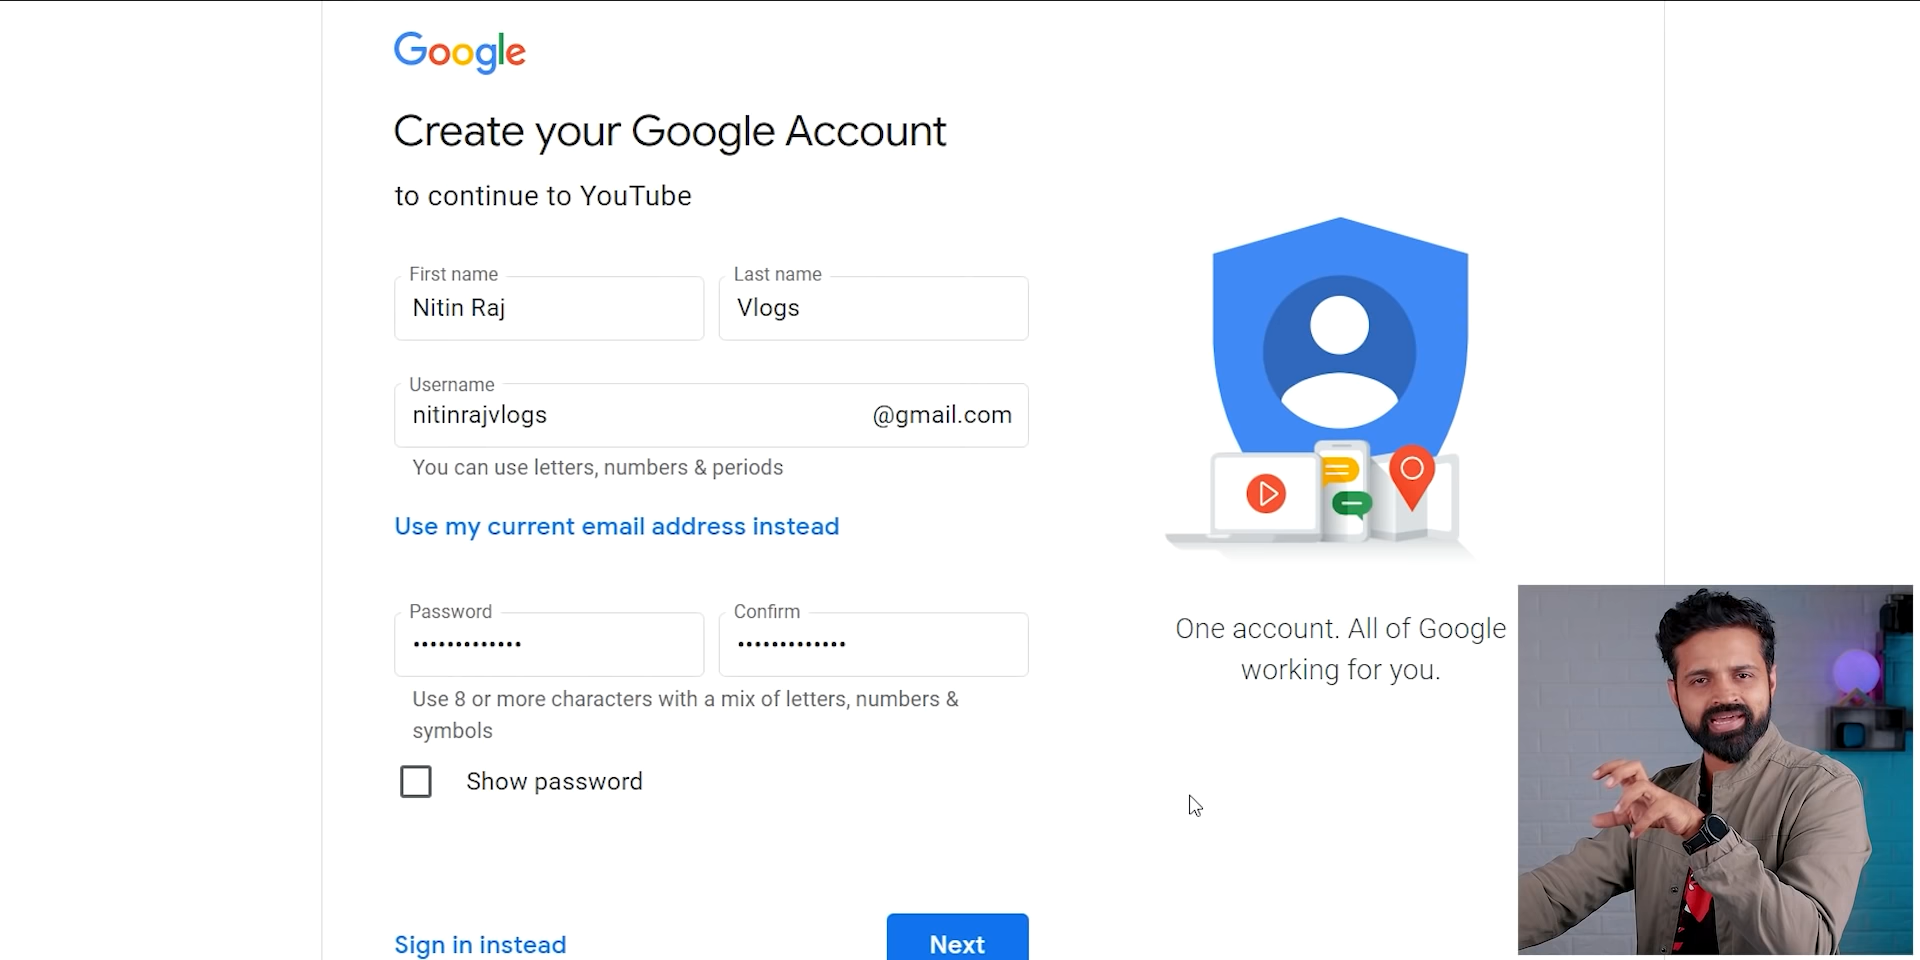 Google
Create your Google Account
to continue to YouTube
First name
Nitin Raj
Last name
Vlogs
Username
nitinrajvlogs
@gmail.com
You can use letters, numbers & periods
Use my current email address instead
Password
•••••••••••••
Confirm
•••••••••••••
Use 8 or more characters with a mix of letters, numbers &
symbols
Show password
Sign in instead
Next
One account. All of Google
working for you.